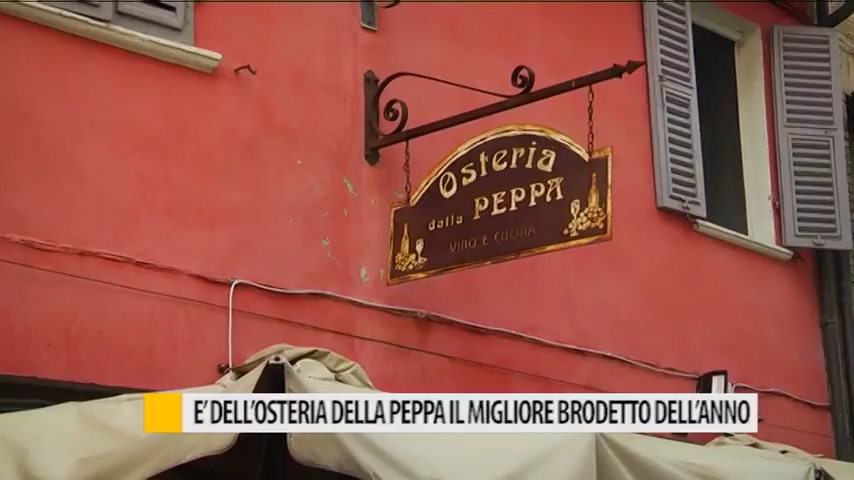 Osteria
dalla PEPPA
VINO E CUCINA
E' DELL'OSTERIA DELLA PEPPA IL MIGLIORE BRODETTO DELL'ANNO